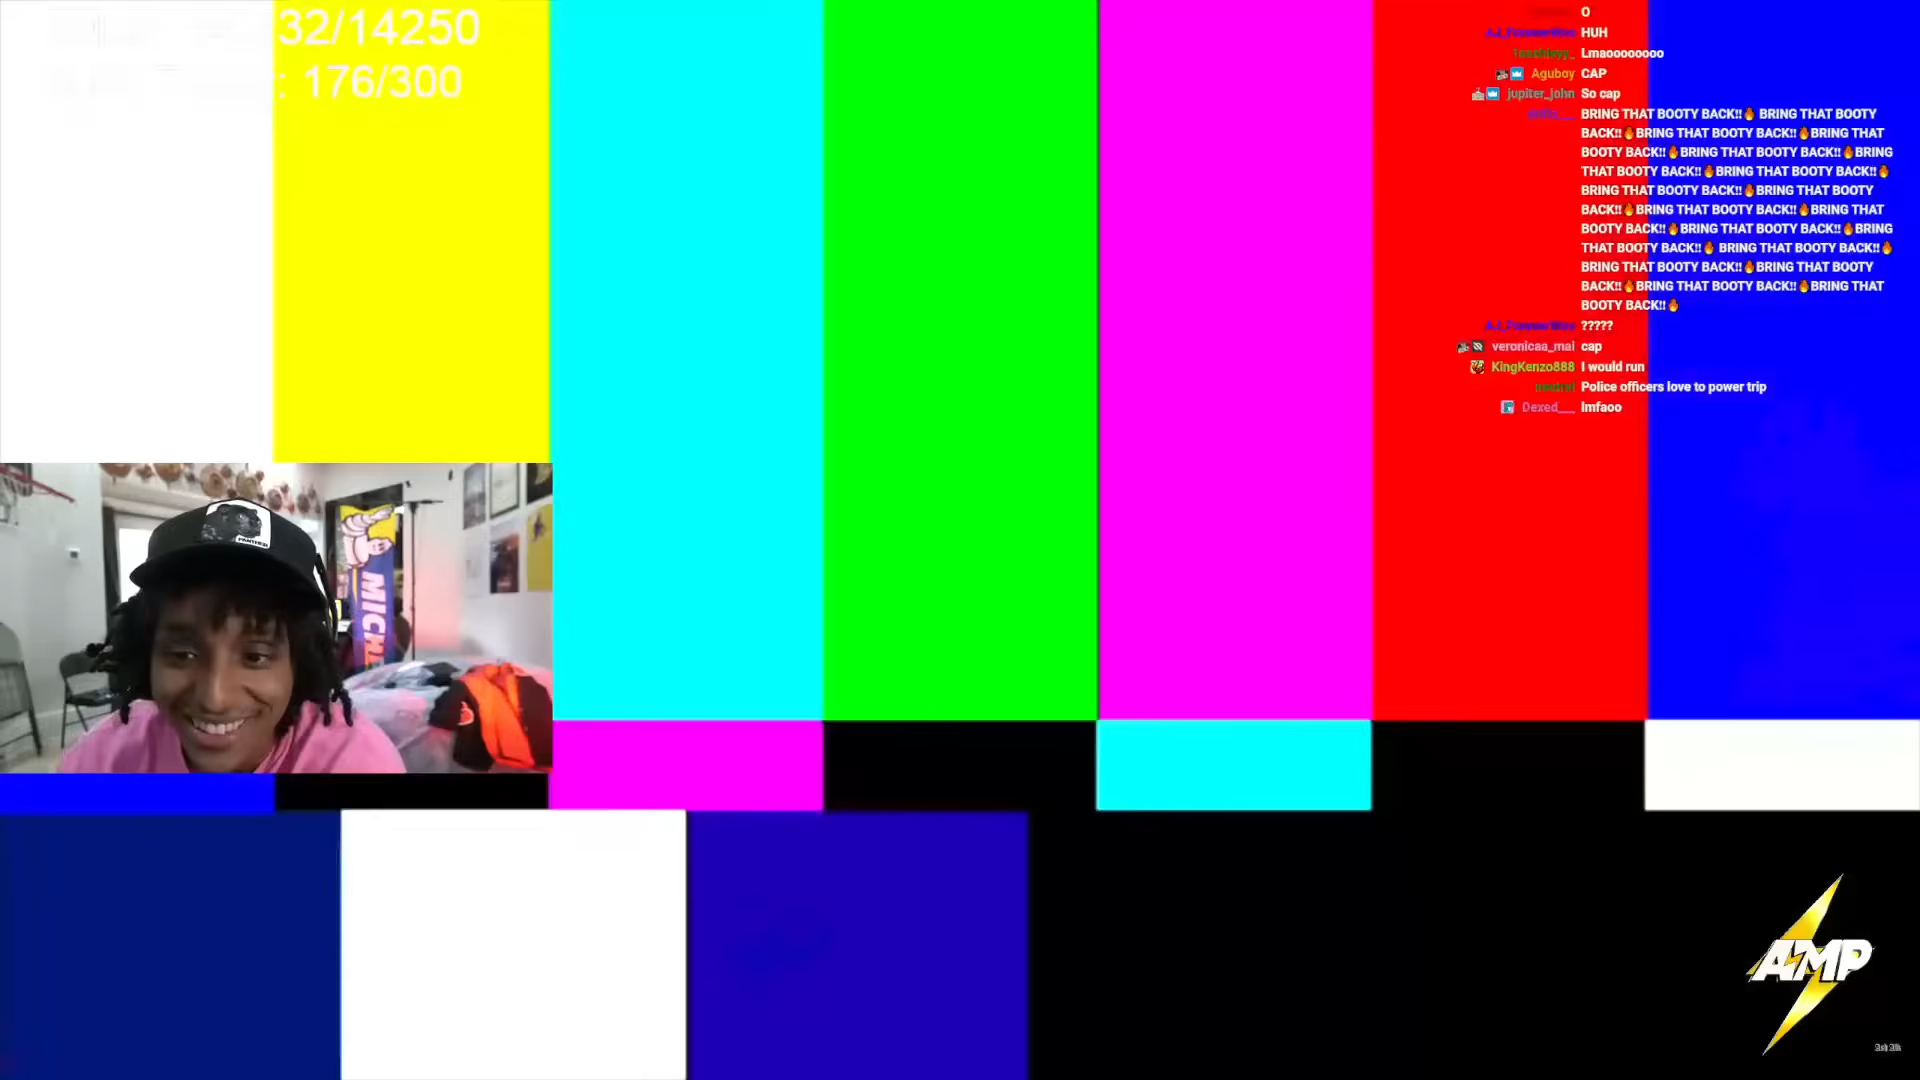 32/14250
: 176/300
O
HUH
Lmaoooooooo
Aguboy CAP
jupiter_john So cap
BRING THAT BOOTY BACK‼🔥 BRING THAT BOOTY
BACK‼🔥BRING THAT BOOTY BACK‼🔥BRING THAT
BOOTY BACK‼🔥BRING THAT BOOTY BACK‼🔥BRING
THAT BOOTY BACK‼🔥BRING THAT BOOTY BACK‼🔥
BRING THAT BOOTY BACK‼🔥BRING THAT BOOTY
BACK‼🔥BRING THAT BOOTY BACK‼🔥BRING THAT
BOOTY BACK‼🔥BRING THAT BOOTY BACK‼🔥BRING
THAT BOOTY BACK‼🔥 BRING THAT BOOTY BACK‼🔥
BRING THAT BOOTY BACK‼🔥BRING THAT BOOTY
BACK‼🔥BRING THAT BOOTY BACK‼🔥BRING THAT
BOOTY BACK‼🔥
?????
veronicaa_mai cap
KingKenzo888 I would run
Police officers love to power trip
Dexed___ lmfaoo
PANTHER
MICH
AMP